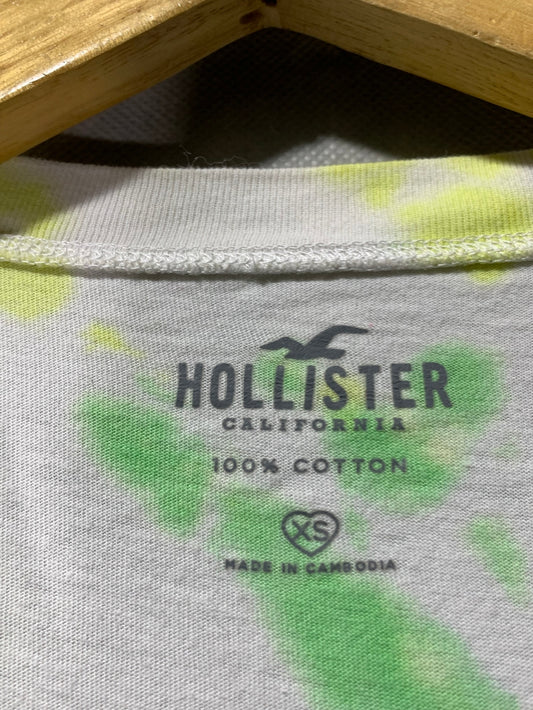 HOLLISTER
CALIFORNIA
100% COTTON
XS
MADE IN CAMBODIA